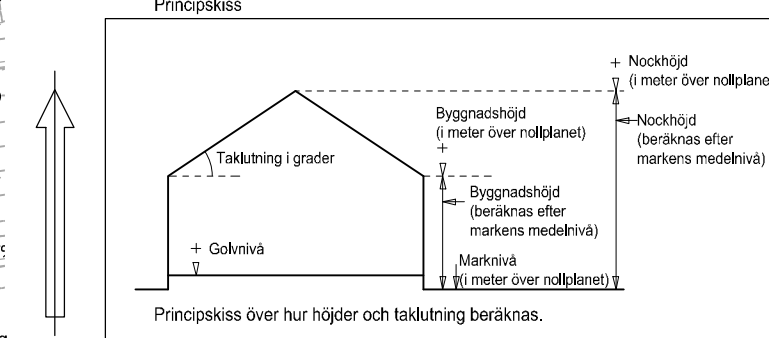 Principskiss
+ Nockhöjd
(i meter över nollplane
Nockhöjd
(beräknas efter
markens medelnivå)
Byggnadshöjd
(i meter över nollplanet)
+
Taklutning i grader
Byggnadshöjd
(beräknas efter
markens medelnivå)
+ Golvnivå
Marknivå
(i meter över nollplanet)
Principskiss över hur höjder och taklutning beräknas.